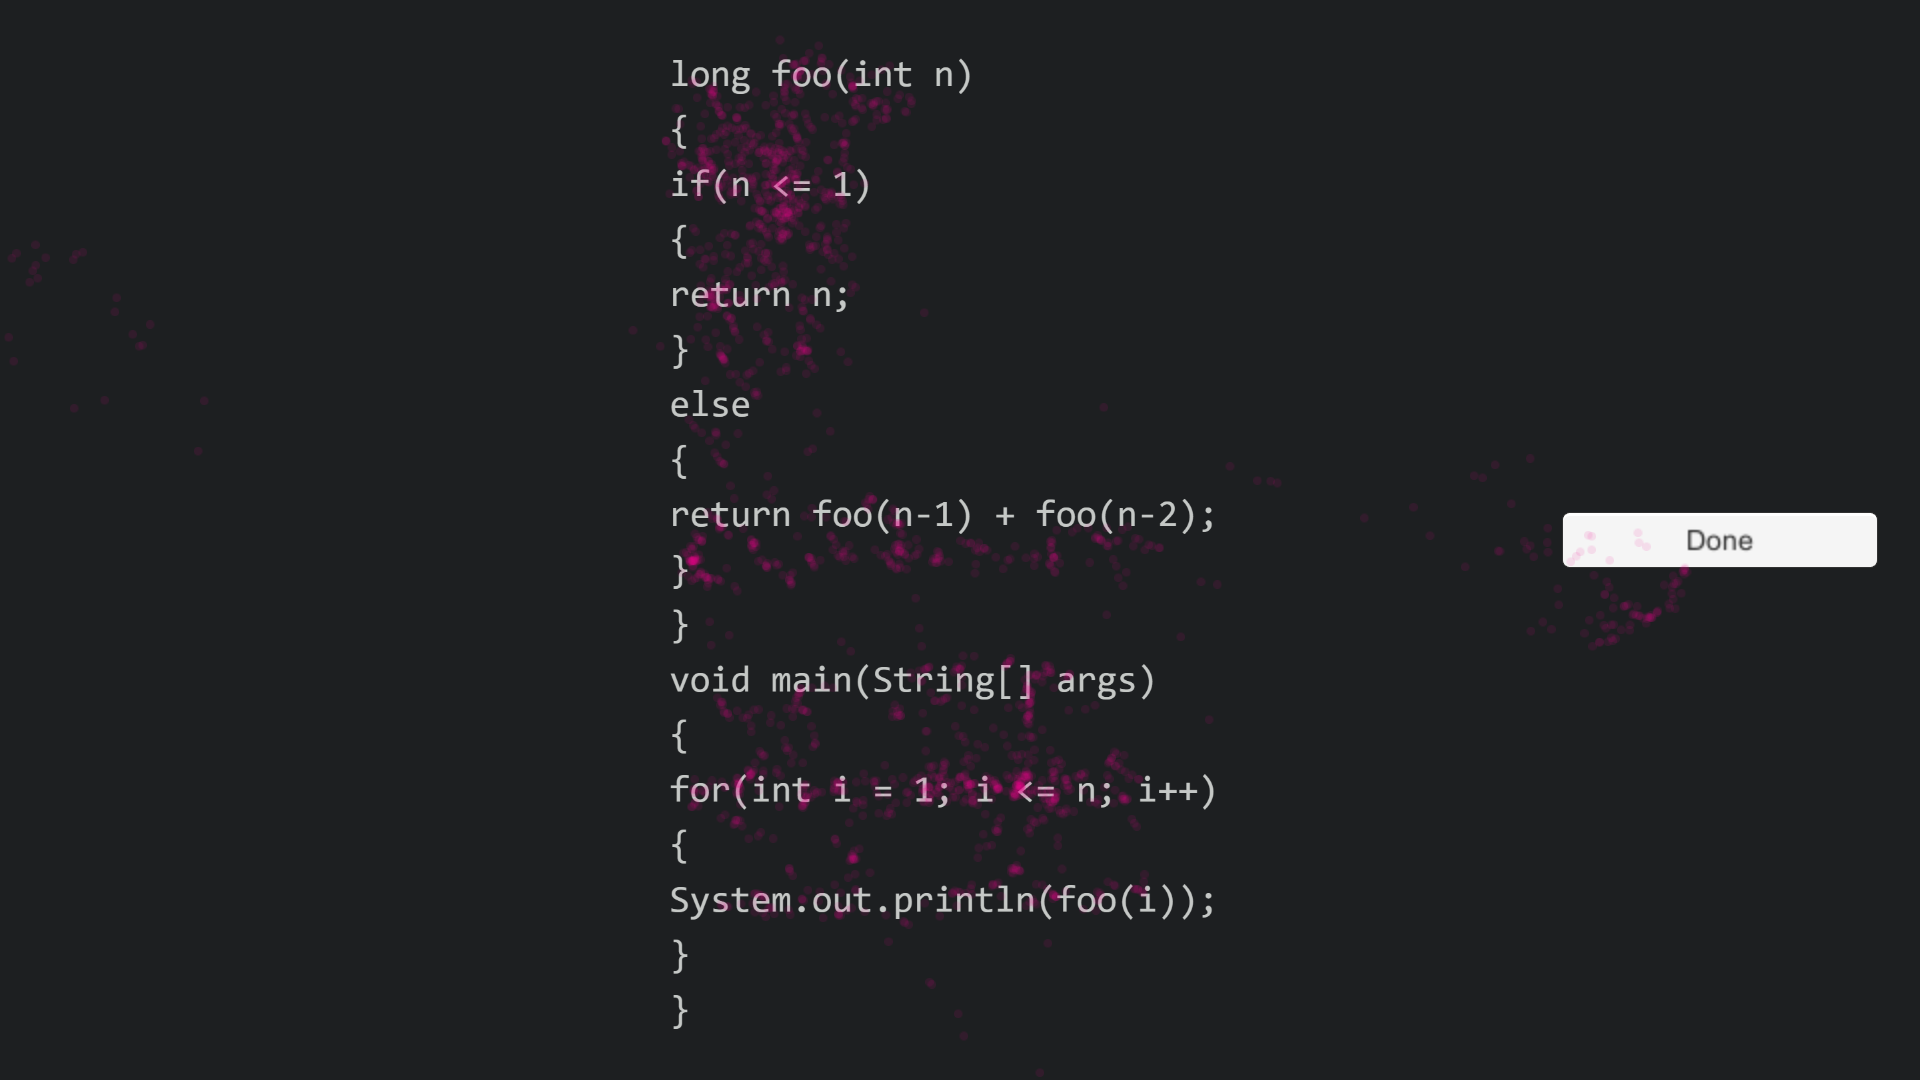 long foo(int n)
{
if(n <= 1)
{
return n;
}
else
{
return foo(n-1) + foo(n-2);
}
}
void main(String[] args)
{
for(int i = 1; i <= n; i++)
{
System.out.println(foo(i));
}
}
Done